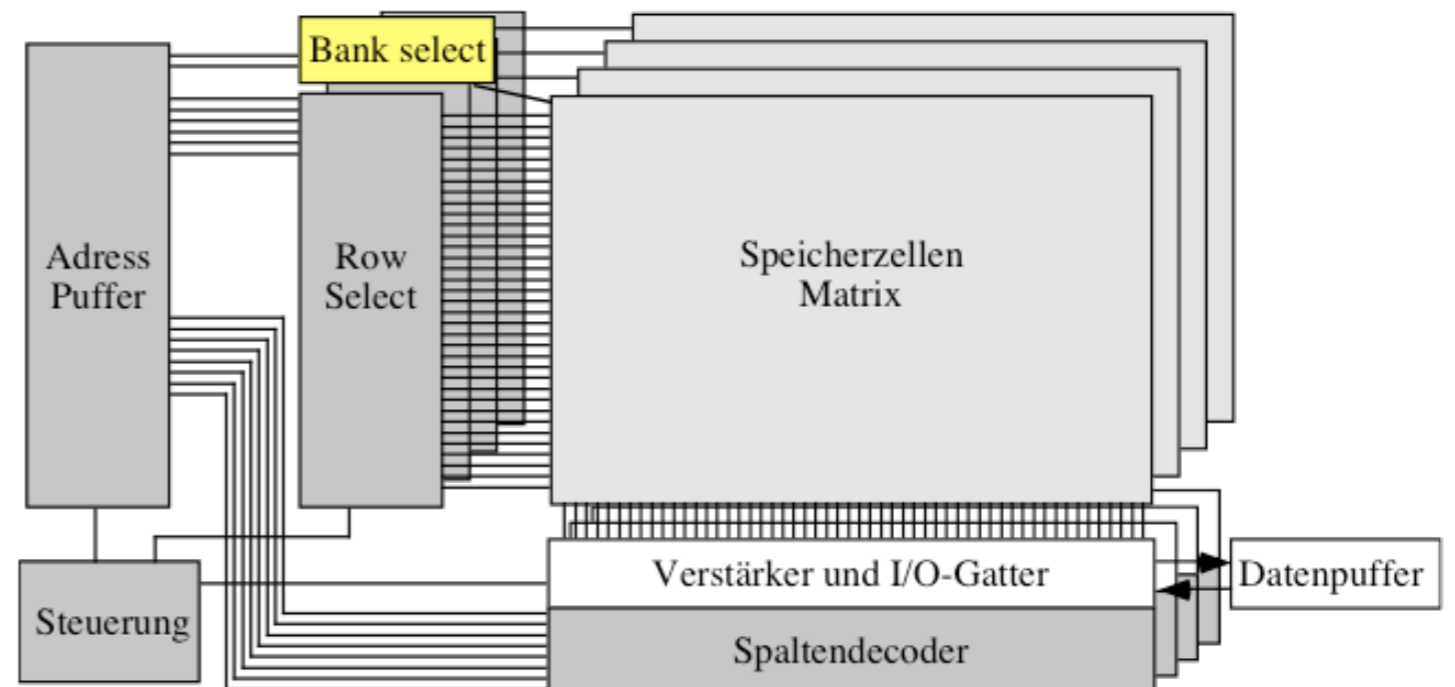 Bank select
Adress
Puffer
Row
Select
Speicherzellen
Matrix
Verstärker und I/O-Gatter
Datenpuffer
Steuerung
Spaltendecoder